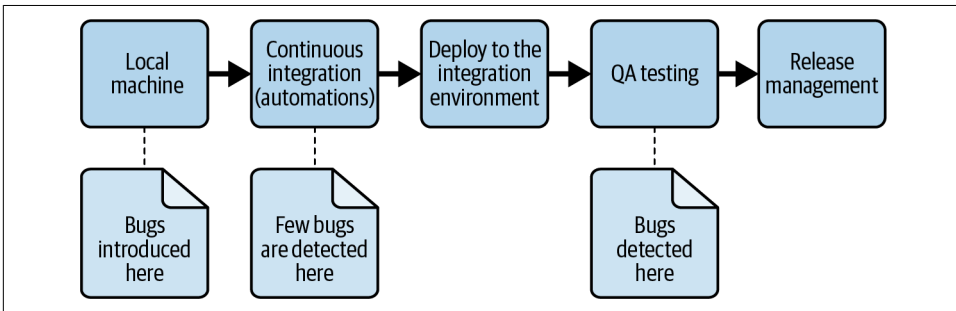 Local
machine
Continuous
integration
(automations)
Deploy to the
integration
environment
QA testing
Release
management
Bugs
introduced
here
Few bugs
are detected
here
Bugs
detected
here